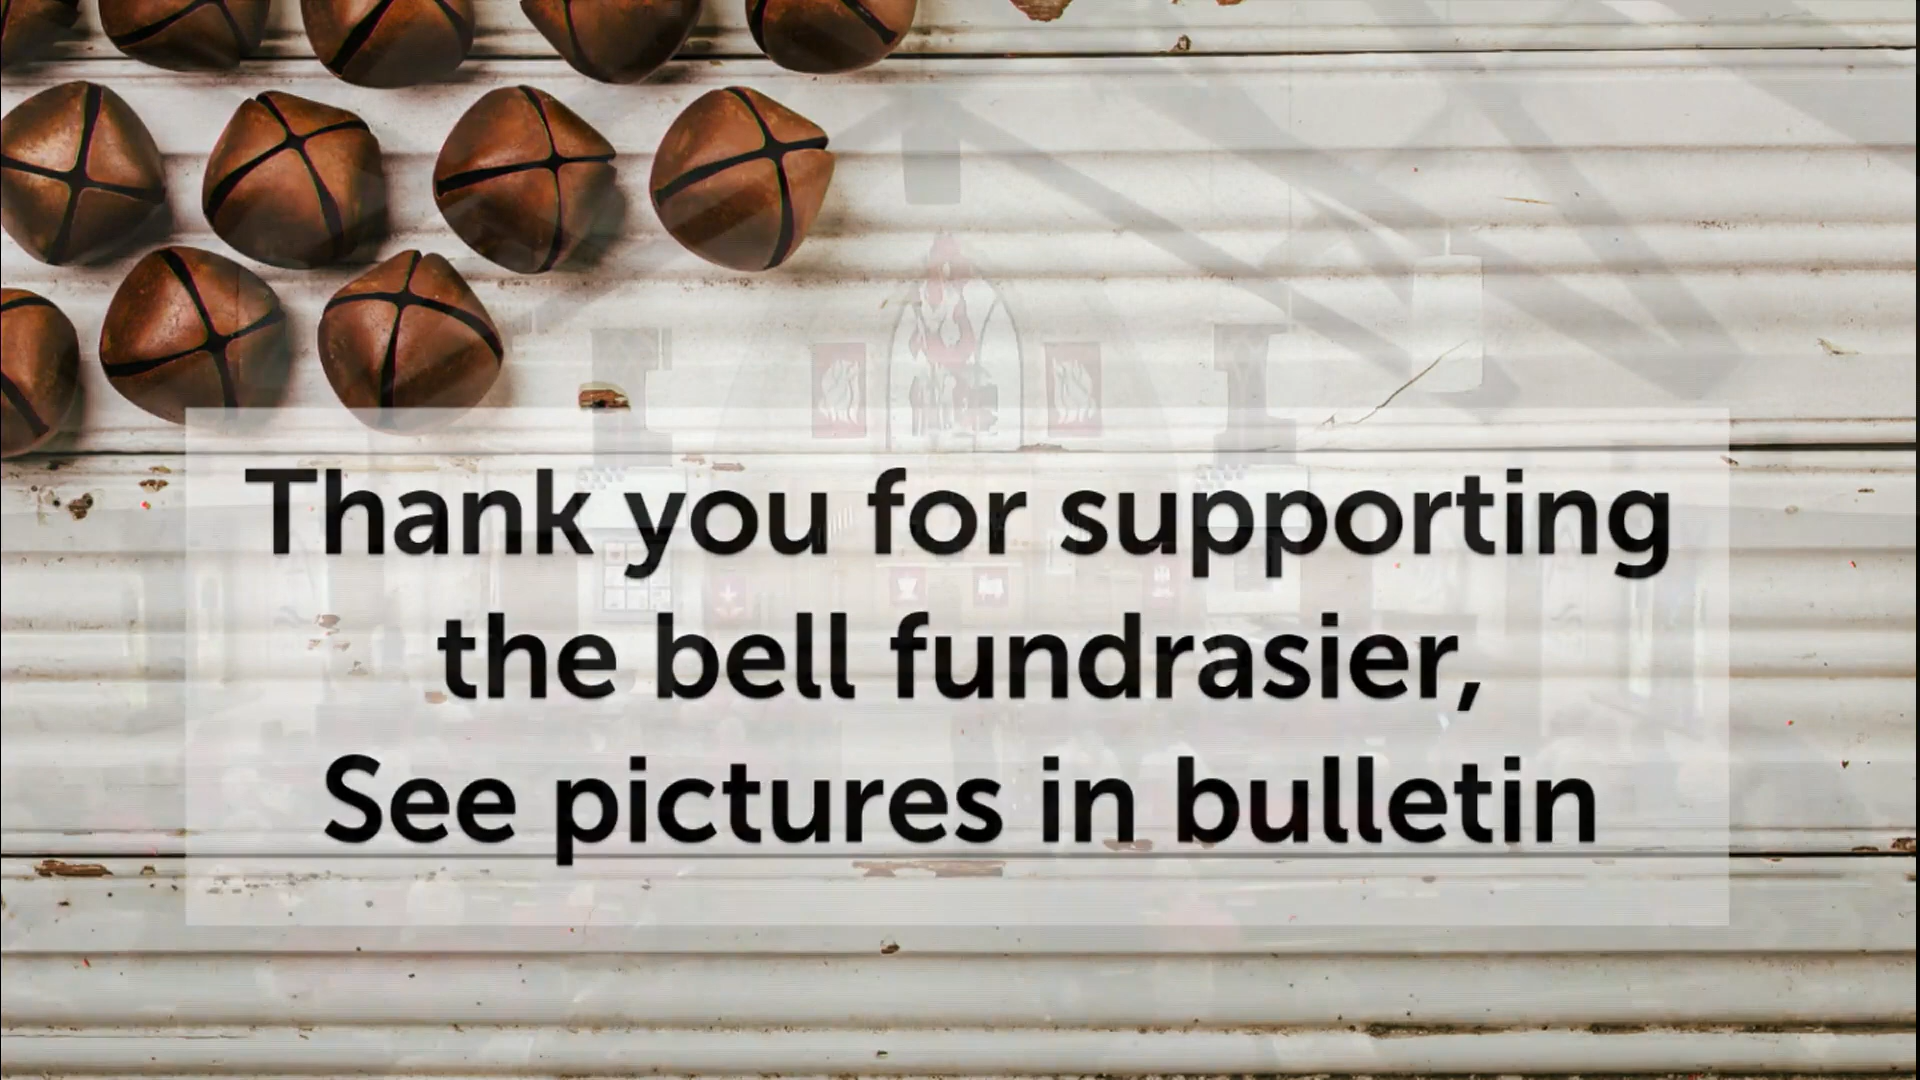 Thank you for supporting
the bell fundrasier,
See pictures in bulletin